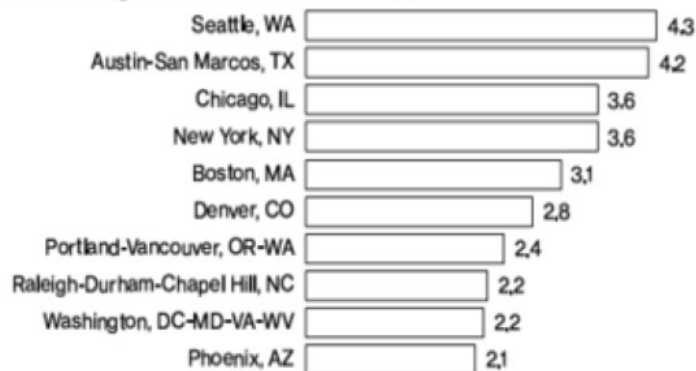 Seattle, WA 4.3
Austin-San Marcos, TX 4.2
Chicago, IL 3.6
New York, NY 3.6
Boston, MA 3.1
Denver, CO 2.8
Portland-Vancouver, OR-WA 2.4
Raleigh-Durham-Chapel Hill, NC 2.2
Washington, DC-MD-VA-WV 2.2
Phoenix, AZ 2.1